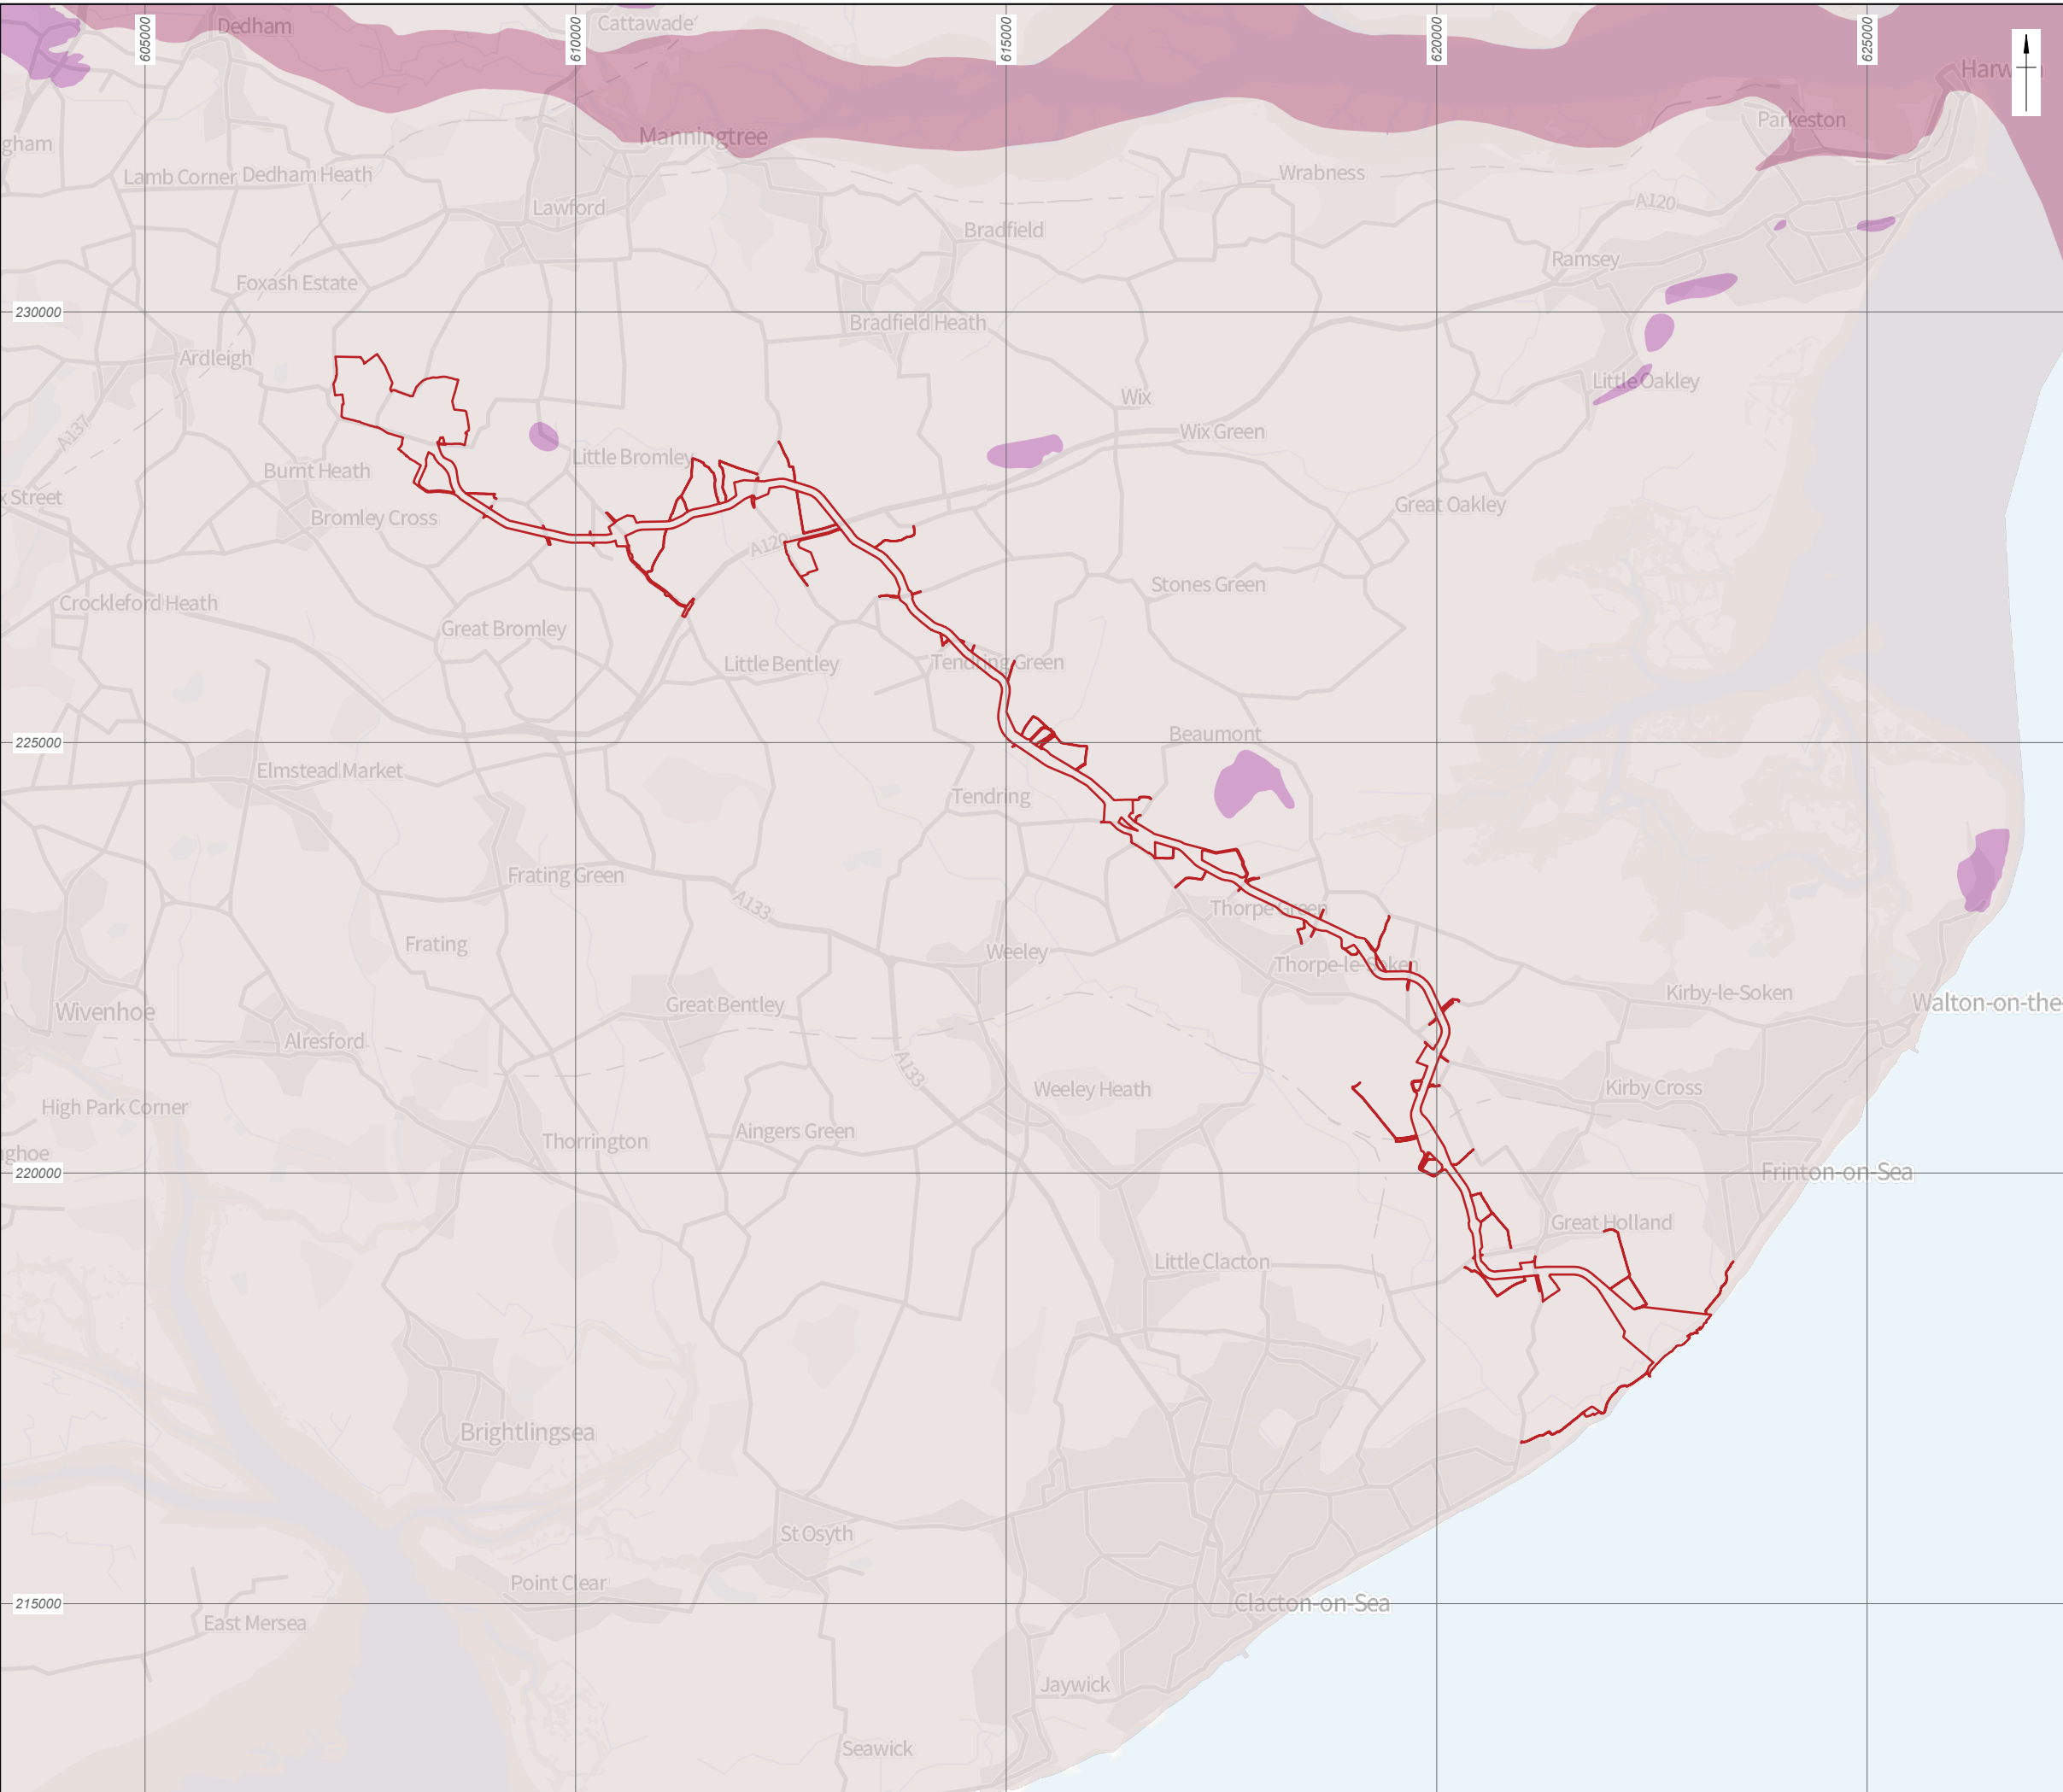 605000
610000
615000
620000
625000
Dedham
Cattawade
Harw
Parkeston
Manningtree
gham
Lamb Corner
Dedham Heath
Wrabness
A120
Lawford
Bradfield
Ramsey
Foxash Estate
230000
Bradfield Heath
Ardleigh
Little Oakley
Wix
A137
Wix Green
Burnt Heath
Little Bromley
x Street
Great Oakley
Bromley Cross
A120
Stones Green
Crockleford Heath
Great Bromley
Little Bentley
Tendring Green
225000
Beaumont
Elmstead Market
Tendring
Frating Green
A133
Thorpe Green
Frating
Weeley
Thorpe-le-Soken
Kirby-le-Soken
Wivenhoe
Great Bentley
Walton-on-the-
Alresford
A133
High Park Corner
Weeley Heath
Kirby Cross
Thorrington
Aingers Green
ghoe
220000
Frinton-on-Sea
Great Holland
Little Clacton
Brightlingsea
St Osyth
Point Clear
215000
Clacton-on-Sea
East Mersea
Jaywick
Seawick